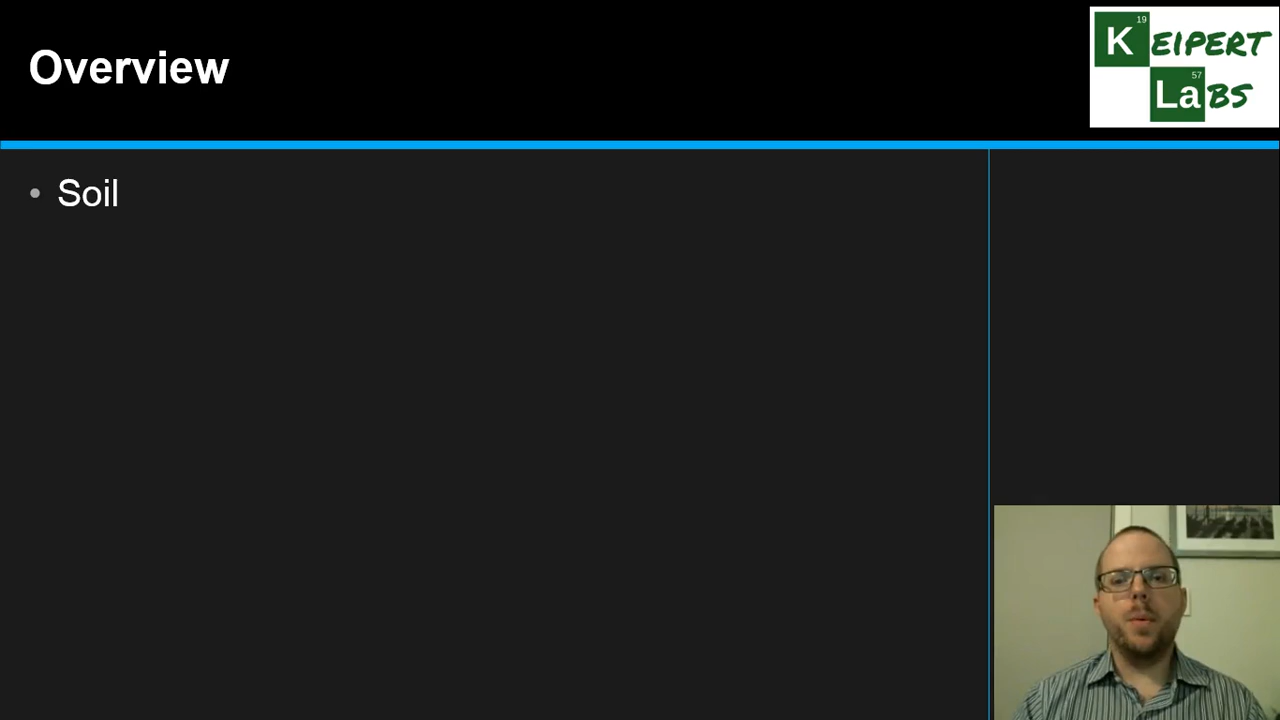 Overview
19
KEIPERT
57
LaBS
• Soil